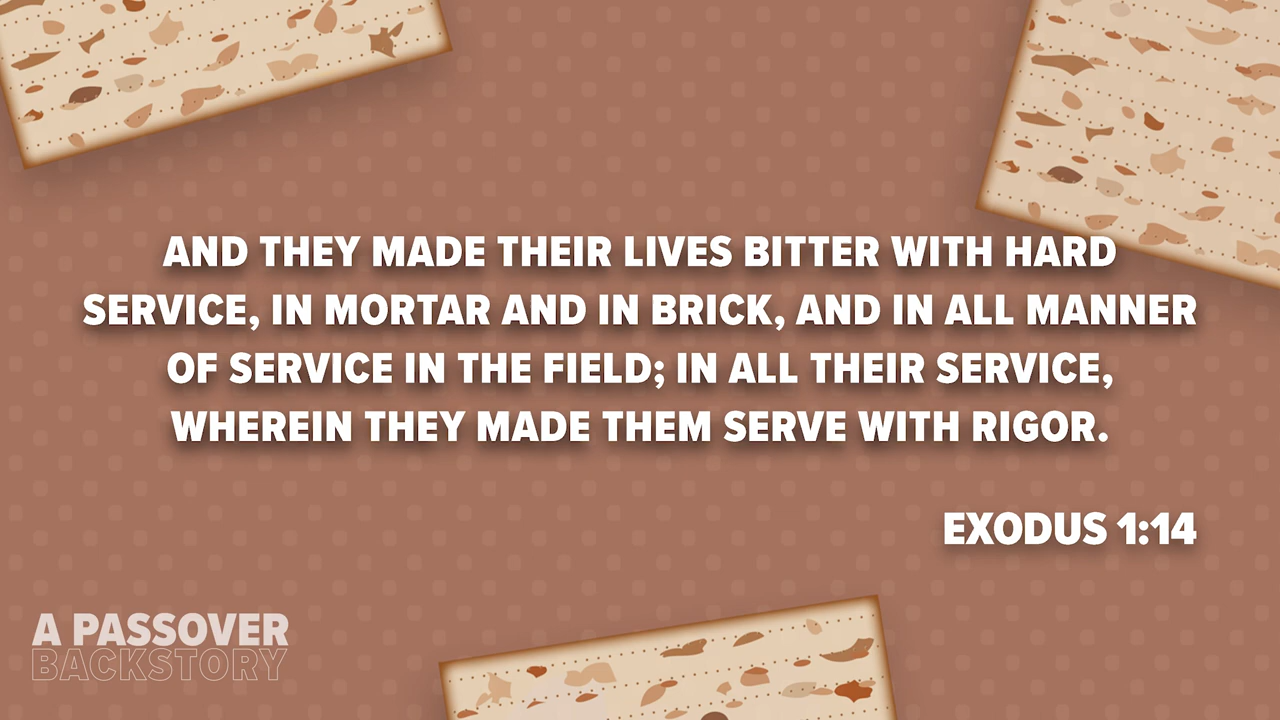 AND THEY MADE THEIR LIVES BITTER WITH HARD
SERVICE, IN MORTAR AND IN BRICK, AND IN ALL MANNER
OF SERVICE IN THE FIELD; IN ALL THEIR SERVICE,
WHEREIN THEY MADE THEM SERVE WITH RIGOR.
EXODUS 1:14
A PASSOVER
BACKSTORY